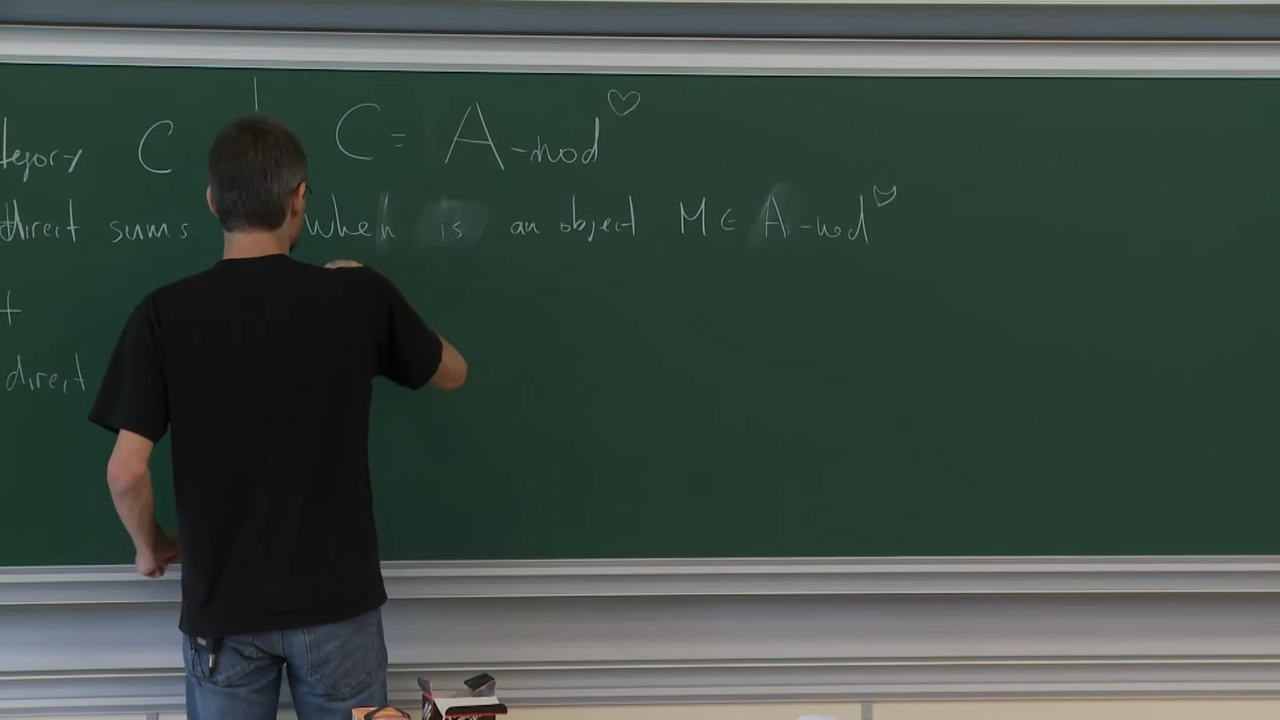 tegory C C = A-mod♡
direct sums. When is an object M ∈ A-mod♡
direct